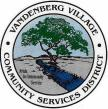 VANDENBERG VILLAGE
COMMUNITY SERVICES DISTRICT